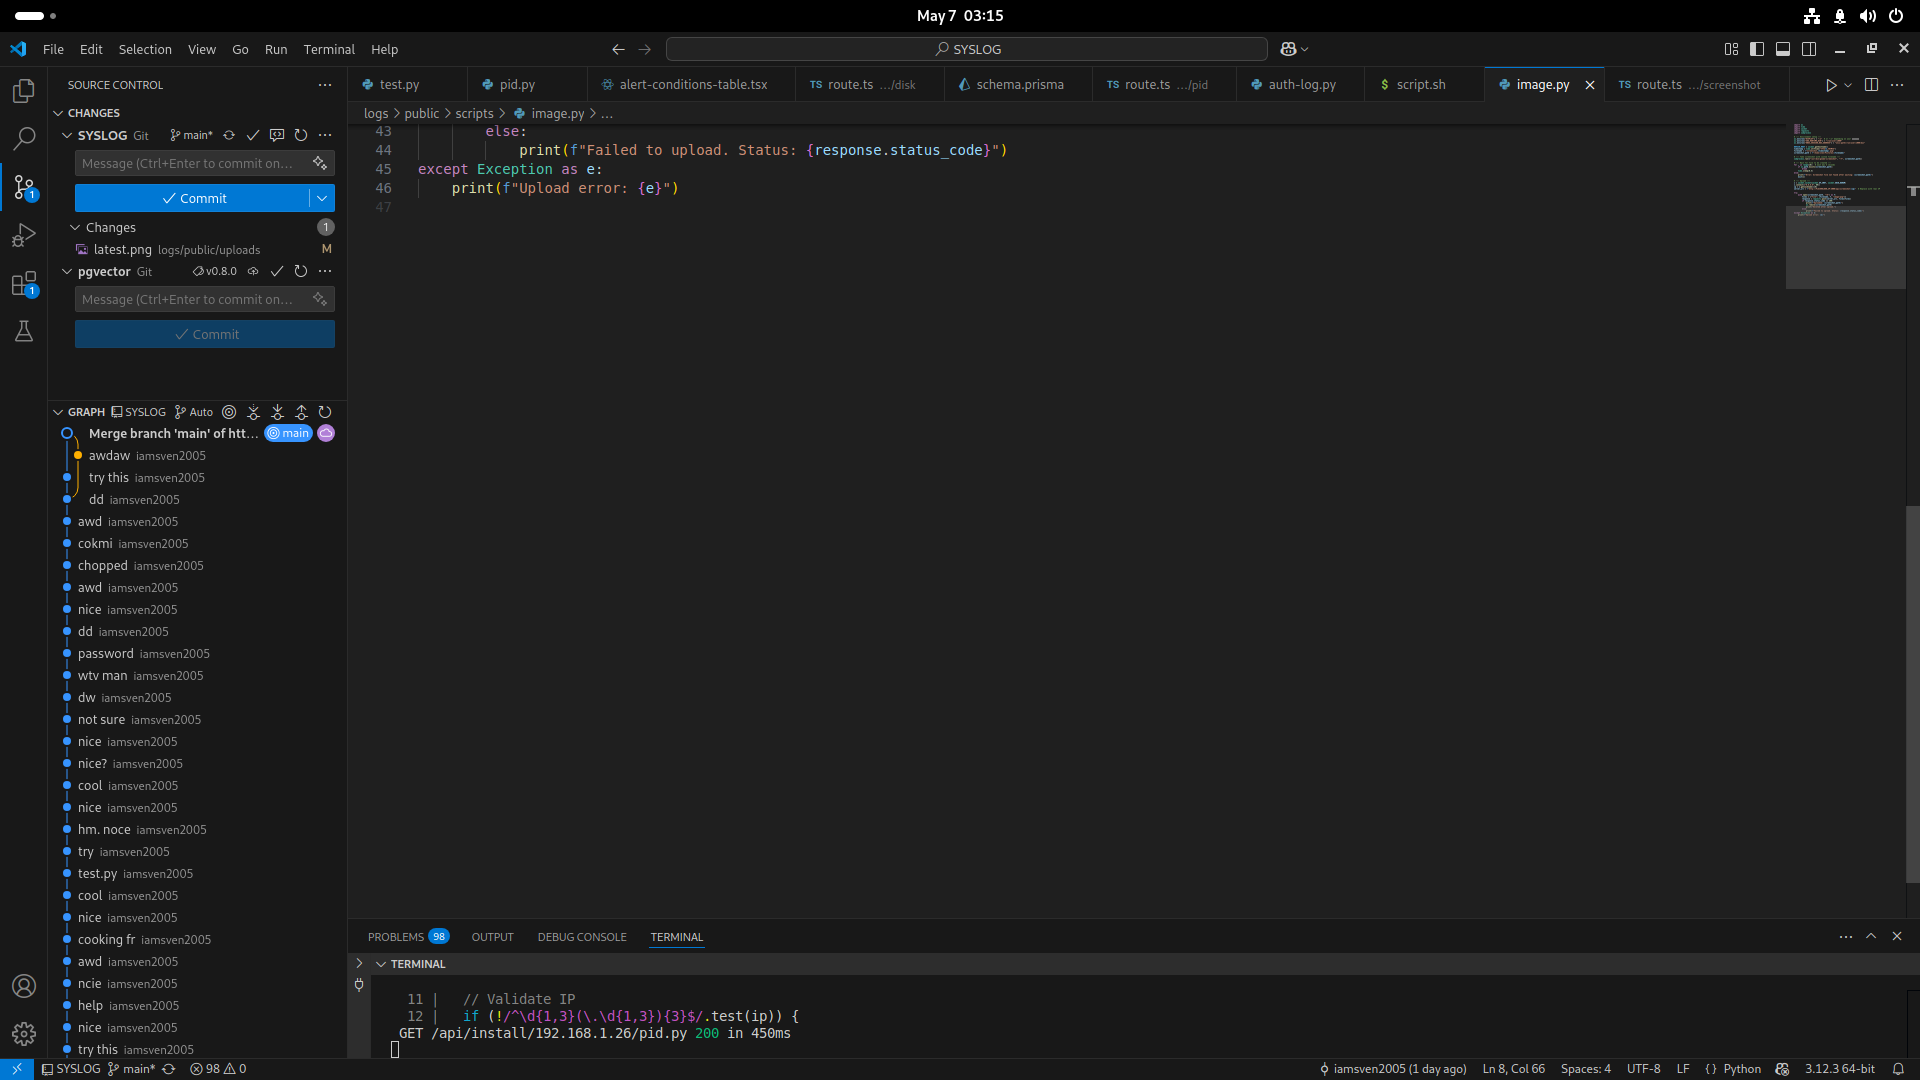 May 7 03:15
File Edit Selection View Go Run Terminal Help
SYSLOG
SOURCE CONTROL
test.py
pid.py
alert-conditions-table.tsx
TS route.ts .../disk
schema.prisma
TS route.ts .../pid
auth-log.py
$ script.sh
image.py
TS route.ts .../screenshot
CHANGES
logs > public > scripts > image.py > ...
SYSLOG Git main*
Message (Ctrl+Enter to commit on...
Commit
Changes 1
latest.png logs/public/uploads M
pgvector Git v0.8.0
Message (Ctrl+Enter to commit on...
Commit
43 else:
44 print(f"Failed to upload. Status: {response.status_code}")
45 except Exception as e:
46 print(f"Upload error: {e}")
47
1
1
GRAPH SYSLOG Auto
Merge branch 'main' of htt... main
awdaw iamsven2005
try this iamsven2005
dd iamsven2005
awd iamsven2005
cokmi iamsven2005
chopped iamsven2005
awd iamsven2005
nice iamsven2005
dd iamsven2005
password iamsven2005
wtv man iamsven2005
dw iamsven2005
not sure iamsven2005
nice iamsven2005
nice? iamsven2005
cool iamsven2005
nice iamsven2005
hm. noce iamsven2005
try iamsven2005
test.py iamsven2005
cool iamsven2005
nice iamsven2005
cooking fr iamsven2005
awd iamsven2005
ncie iamsven2005
help iamsven2005
nice iamsven2005
try this iamsven2005
PROBLEMS 98 OUTPUT DEBUG CONSOLE TERMINAL
TERMINAL
11 | // Validate IP
12 | if (!/^\d{1,3}(\.\d{1,3}){3}$/.test(ip)) {
GET /api/install/192.168.1.26/pid.py 200 in 450ms
SYSLOG main* 98 0 iamsven2005 (1 day ago) Ln 8, Col 66 Spaces: 4 UTF-8 LF { } Python 3.12.3 64-bit